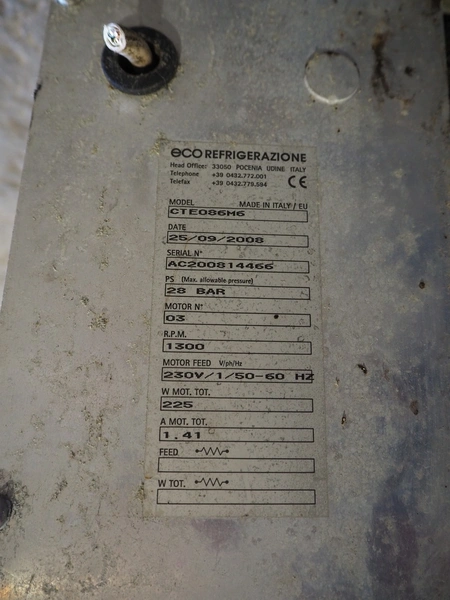 eco REFRIGERAZIONE
Head Officer 33050 POCENIA UDINE ITALY
Telephone +39 0432.772.001
Telefax +39 0432.779.594
CE
MODEL MADE IN ITALY / EU
CTE086M6
DATE
25/09/2008
SERIAL N°
AC200814466
PS (Max. allowable pressure)
28 BAR
MOTOR N°
03
R.P.M.
1300
MOTOR FEED V/ph/Hz
230V/1/50-60 HZ
W MOT. TOT.
225
A MOT. TOT.
1.41
FEED
W TOT.